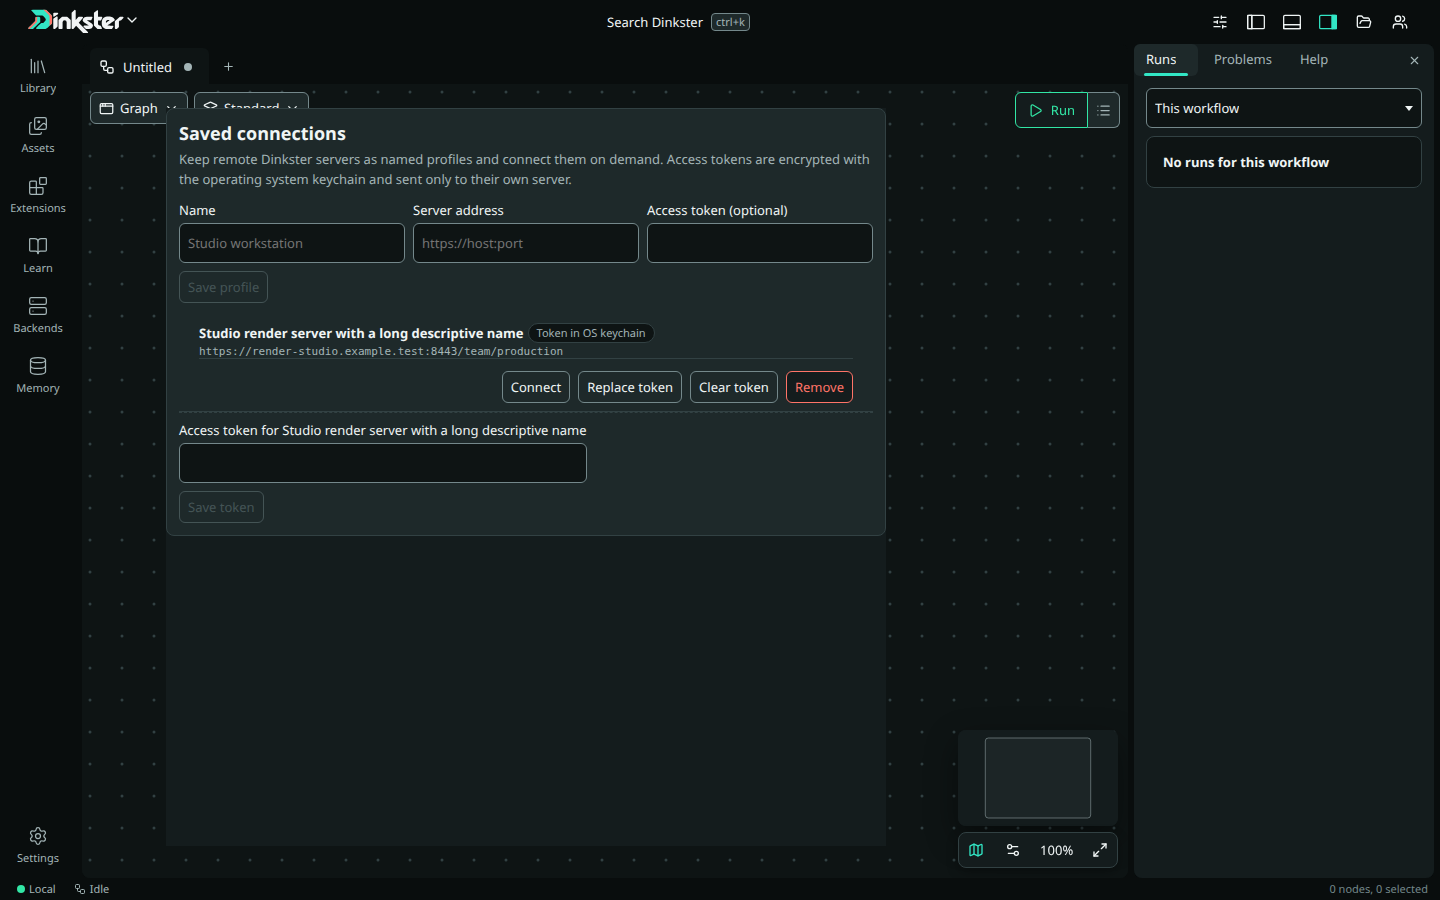 Dinkster
Search Dinkster ctrl+k
Library
Assets
Extensions
Learn
Backends
Memory
Settings
Untitled
Graph
Standard
Run
Saved connections
Keep remote Dinkster servers as named profiles and connect them on demand. Access tokens are encrypted with
the operating system keychain and sent only to their own server.
Name Server address Access token (optional)
Studio workstation https://host:port
Save profile
Studio render server with a long descriptive name Token in OS keychain
https://render-studio.example.test:8443/team/production
Connect Replace token Clear token Remove
Access token for Studio render server with a long descriptive name
Save token
Runs Problems Help
This workflow
No runs for this workflow
100%
Local Idle
0 nodes, 0 selected